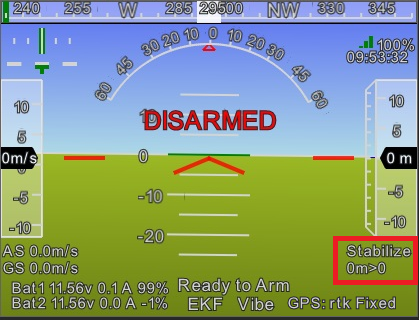 240 255 W 285 29500 NW 330 345
100%
09:53:32
60 45 30 20 10 0 10 20 30 45 60
DISARMED
10 10
5 5
0m/s 0 0 m
-5 -10 -5
-10 -20 -10
AS 0.0m/s Stabilize
GS 0.0m/s 0m>0
Bat1 11.56v 0.1 A 99% Ready to Arm
Bat2 11.56v 0.0 A -1% EKF Vibe GPS: rtk Fixed